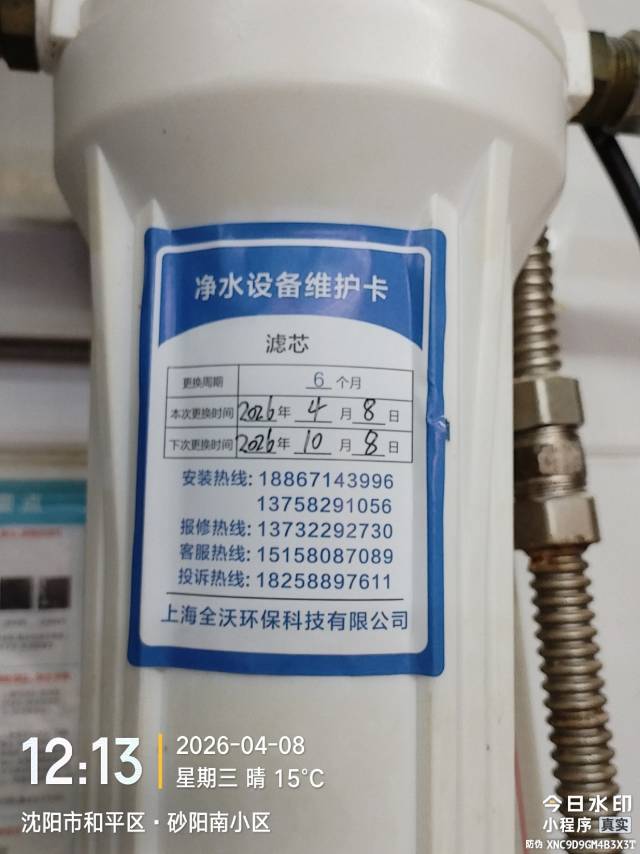 净水设备维护卡
滤芯
更换周期 6 个月
本次更换时间 2026年 4 月 8 日
下次更换时间 2026年 10 月 8 日
安装热线: 18867143996
13758291056
报修热线: 13732292730
客服热线: 15158087089
投诉热线: 18258897611
上海全沃环保科技有限公司
12:13
2026-04-08
星期三 晴 15℃
沈阳市和平区·砂阳南小区
今日水印
小程序 真实
防伪 XNC9D9GM4B3X3T